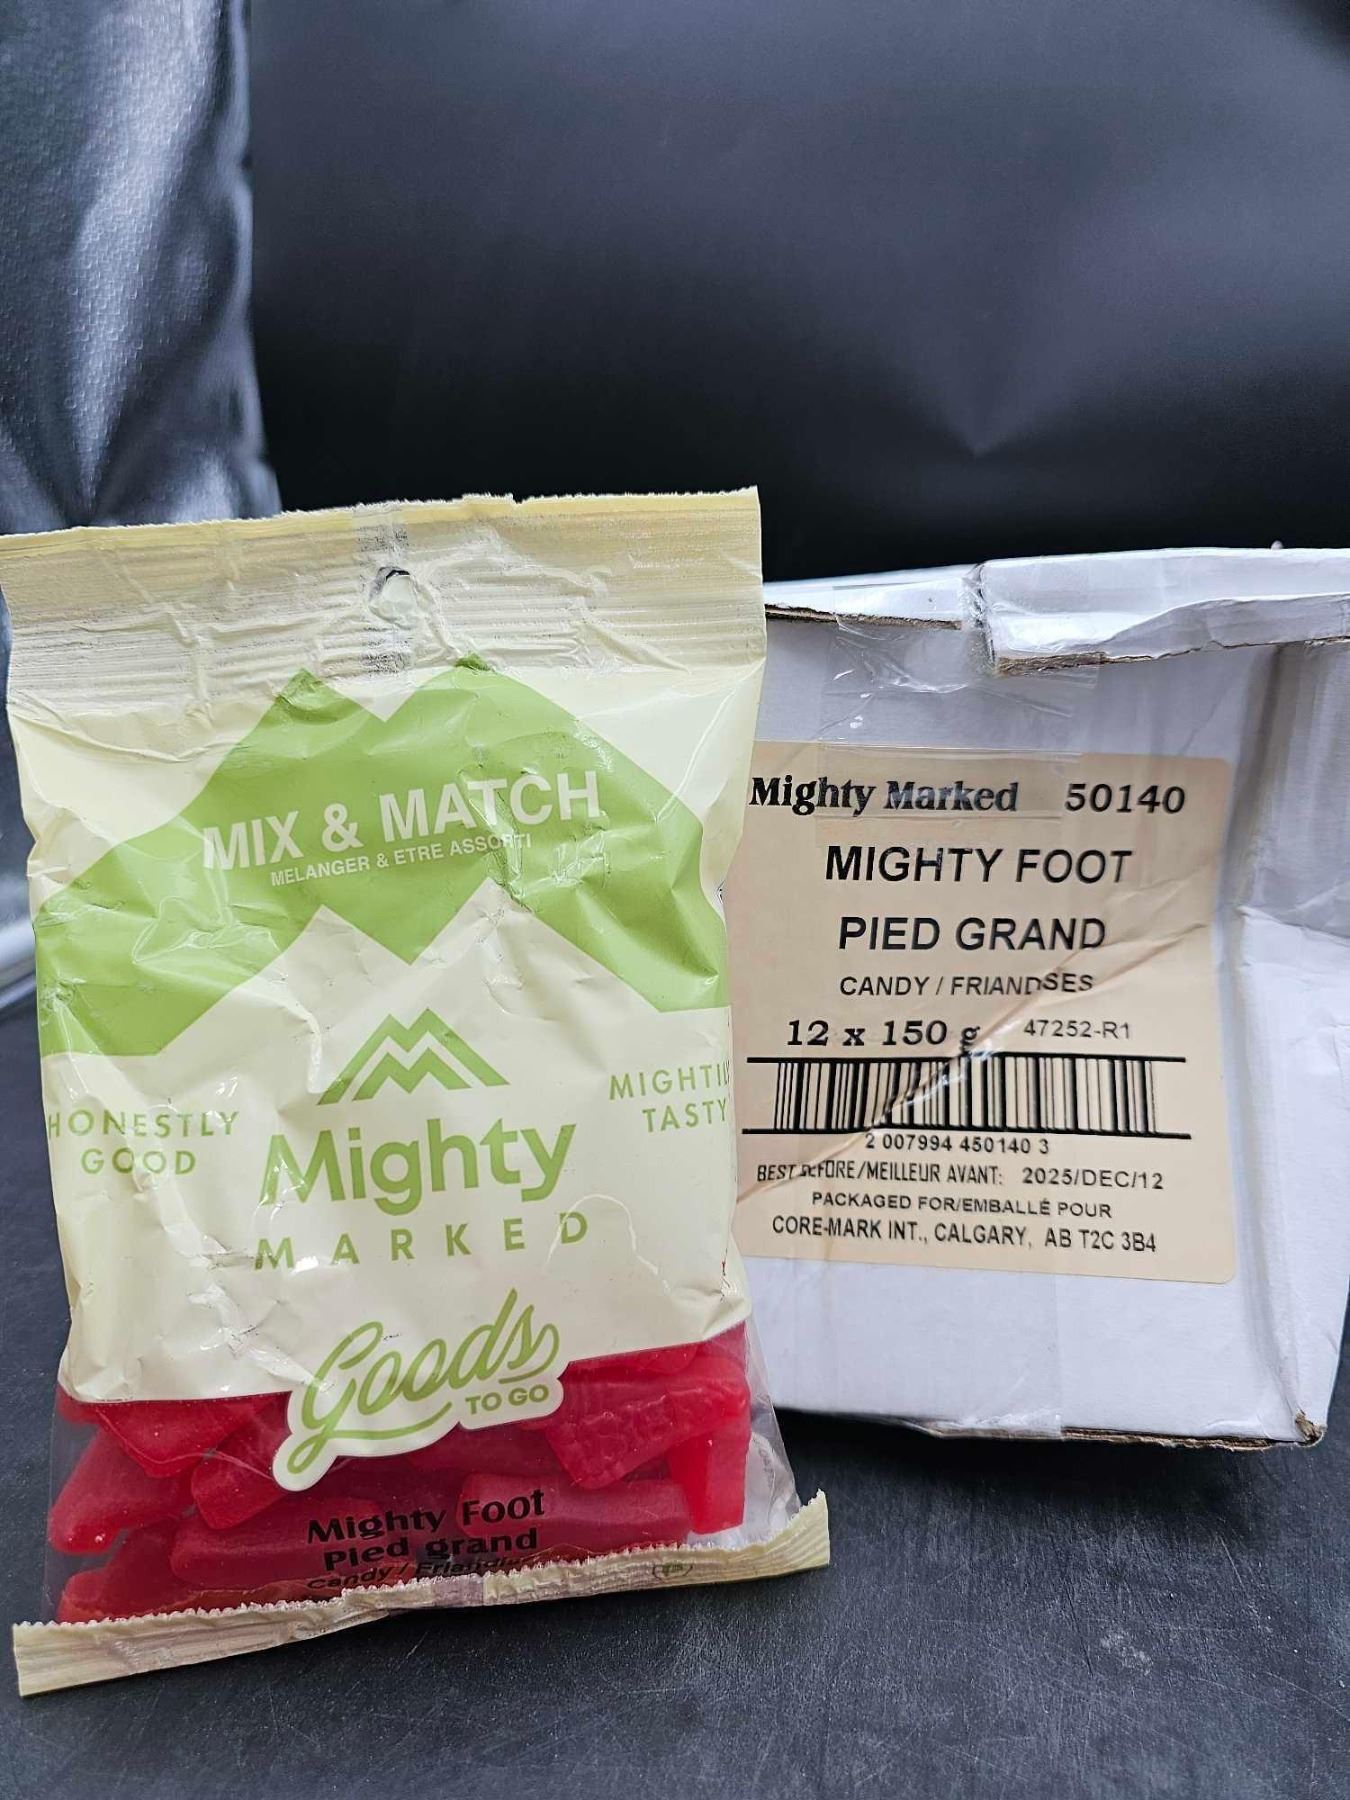 MIX & MATCH
MELANGER & ETRE ASSORTI
HONESTLY
GOOD
MIGHTIL
TASTY
Mighty
MARKED
Goods
TO GO
Mighty Foot
Pied grand
Candy /
Mighty Marked 50140
MIGHTY FOOT
PIED GRAND
CANDY / FRIANDSES
12 x 150 g 47252-R1
2 007994 450140 3
BEST BEFORE/MEILLEUR AVANT: 2025/DEC/12
PACKAGED FOR/EMBALLÉ POUR
CORE-MARK INT., CALGARY, AB T2C 3B4